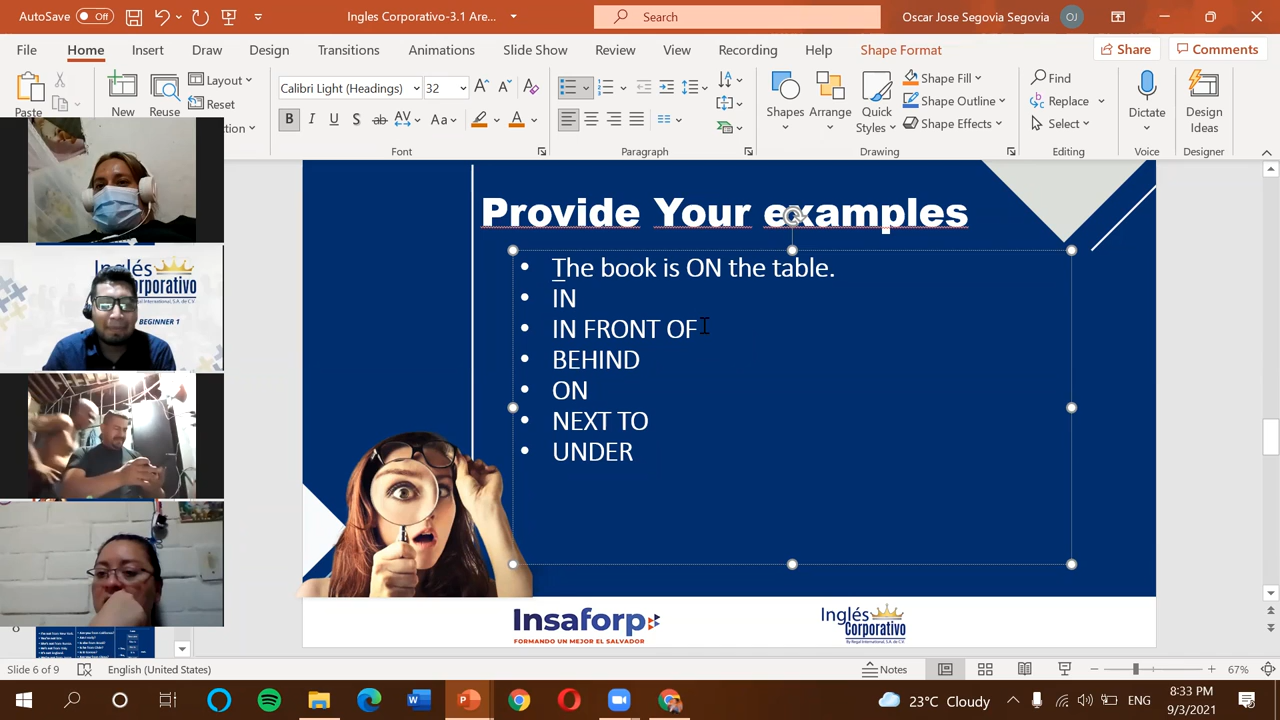 AutoSave Off Ingles Corporativo-3.1 Are... Search Oscar Jose Segovia Segovia OJ
File Home Insert Draw Design Transitions Animations Slide Show Review Recording Help Shape Format Share Comments
Paste New Reuse Layout Reset Calibri Light (Headings) 32 Shapes Arrange Quick Styles Shape Fill Shape Outline Shape Effects Find Replace Select Dictate Design Ideas
Font Paragraph Drawing Editing Voice Designer
Provide Your examples
• The book is ON the table.
• IN
• IN FRONT OF
• BEHIND
• ON
• NEXT TO
• UNDER
Inglés
Corporativo
BEGINNER 1
Insaforp
FORMANDO UN MEJOR EL SALVADOR
Inglés
Corporativo
Slide 6 of 9 English (United States) Notes 67%
23°C Cloudy ENG 8:33 PM
9/3/2021